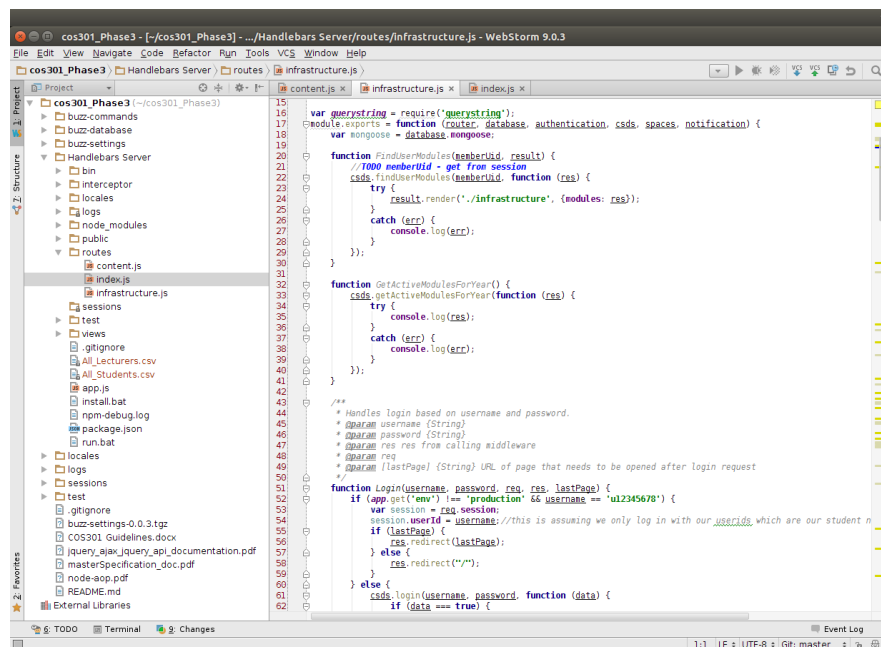 cos301_Phase3 - [~/cos301_Phase3] - .../Handlebars Server/routes/infrastructure.js - WebStorm 9.0.3
File Edit View Navigate Code Refactor Run Tools VCS Window Help
cos301_Phase3 Handlebars Server routes infrastructure.js
Project
content.js × infrastructure.js × index.js ×
1: Project
Z: Structure
2: Favorites
cos301_Phase3 (~/cos301_Phase3)
buzz-commands
buzz-database
buzz-settings
Handlebars Server
bin
interceptor
locales
logs
node_modules
public
routes
content.js
index.js
infrastructure.js
sessions
test
views
.gitignore
All_Lecturers.csv
All_Students.csv
app.js
install.bat
npm-debug.log
package.json
run.bat
locales
logs
sessions
test
.gitignore
buzz-settings-0.0.3.tgz
COS301 Guidelines.docx
jquery_ajax_jquery_api_documentation.pdf
masterSpecification_doc.pdf
node-aop.pdf
README.md
External Libraries
15
16 var querystring = require('querystring');
17 module.exports = function (router, database, authentication, csds, spaces, notification) {
18 var mongoose = database.mongoose;
19
20 function FindUserModules(memberUid, result) {
21 //TODO memberUid - get from session
22 csds.findUserModules(memberUid, function (res) {
23 try {
24 result.render('./infrastructure', {modules: res});
25 }
26 catch (err) {
27 console.log(err);
28 }
29 });
30 }
31
32 function GetActiveModulesForYear() {
33 csds.getActiveModulesForYear(function (res) {
34 try {
35 console.log(res);
36 }
37 catch (err) {
38 console.log(err);
39 }
40 });
41 }
42
43 /**
44 * Handles login based on username and password.
45 * @param username {String}
46 * @param password {String}
47 * @param res res from calling middleware
48 * @param req
49 * @param [lastPage] {String} URL of page that needs to be opened after login request
50 */
51 function Login(username, password, req, res, lastPage) {
52 if (app.get('env') !== 'production' && username == 'u12345678') {
53 var session = req.session;
54 session.userId = username;//this is assuming we only log in with our userids which are our student n
55 if (lastPage) {
56 res.redirect(lastPage);
57 } else {
58 res.redirect("/");
59 }
60 } else {
61 csds.login(username, password, function (data) {
62 if (data === true) {
6: TODO Terminal 9: Changes Event Log
1:1 LF UTF-8 Git: master